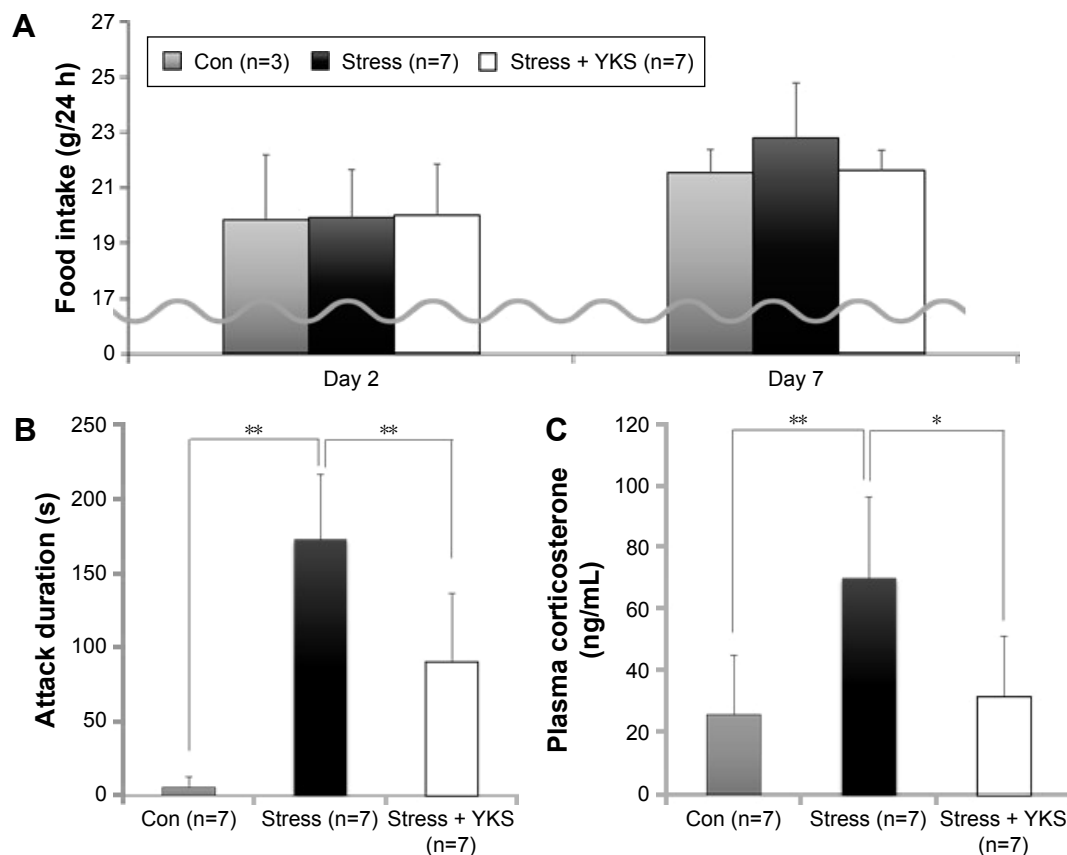 A
Food intake (g/24 h)
27
25
23
21
19
17
0
Con (n=3) Stress (n=7) Stress + YKS (n=7)
Day 2 Day 7
B
Attack duration (s)
250
200
150
100
50
0
** **
Con (n=7) Stress (n=7) Stress + YKS
(n=7)
C
Plasma corticosterone
(ng/mL)
120
100
80
60
40
20
0
** *
Con (n=7) Stress (n=7) Stress + YKS
(n=7)